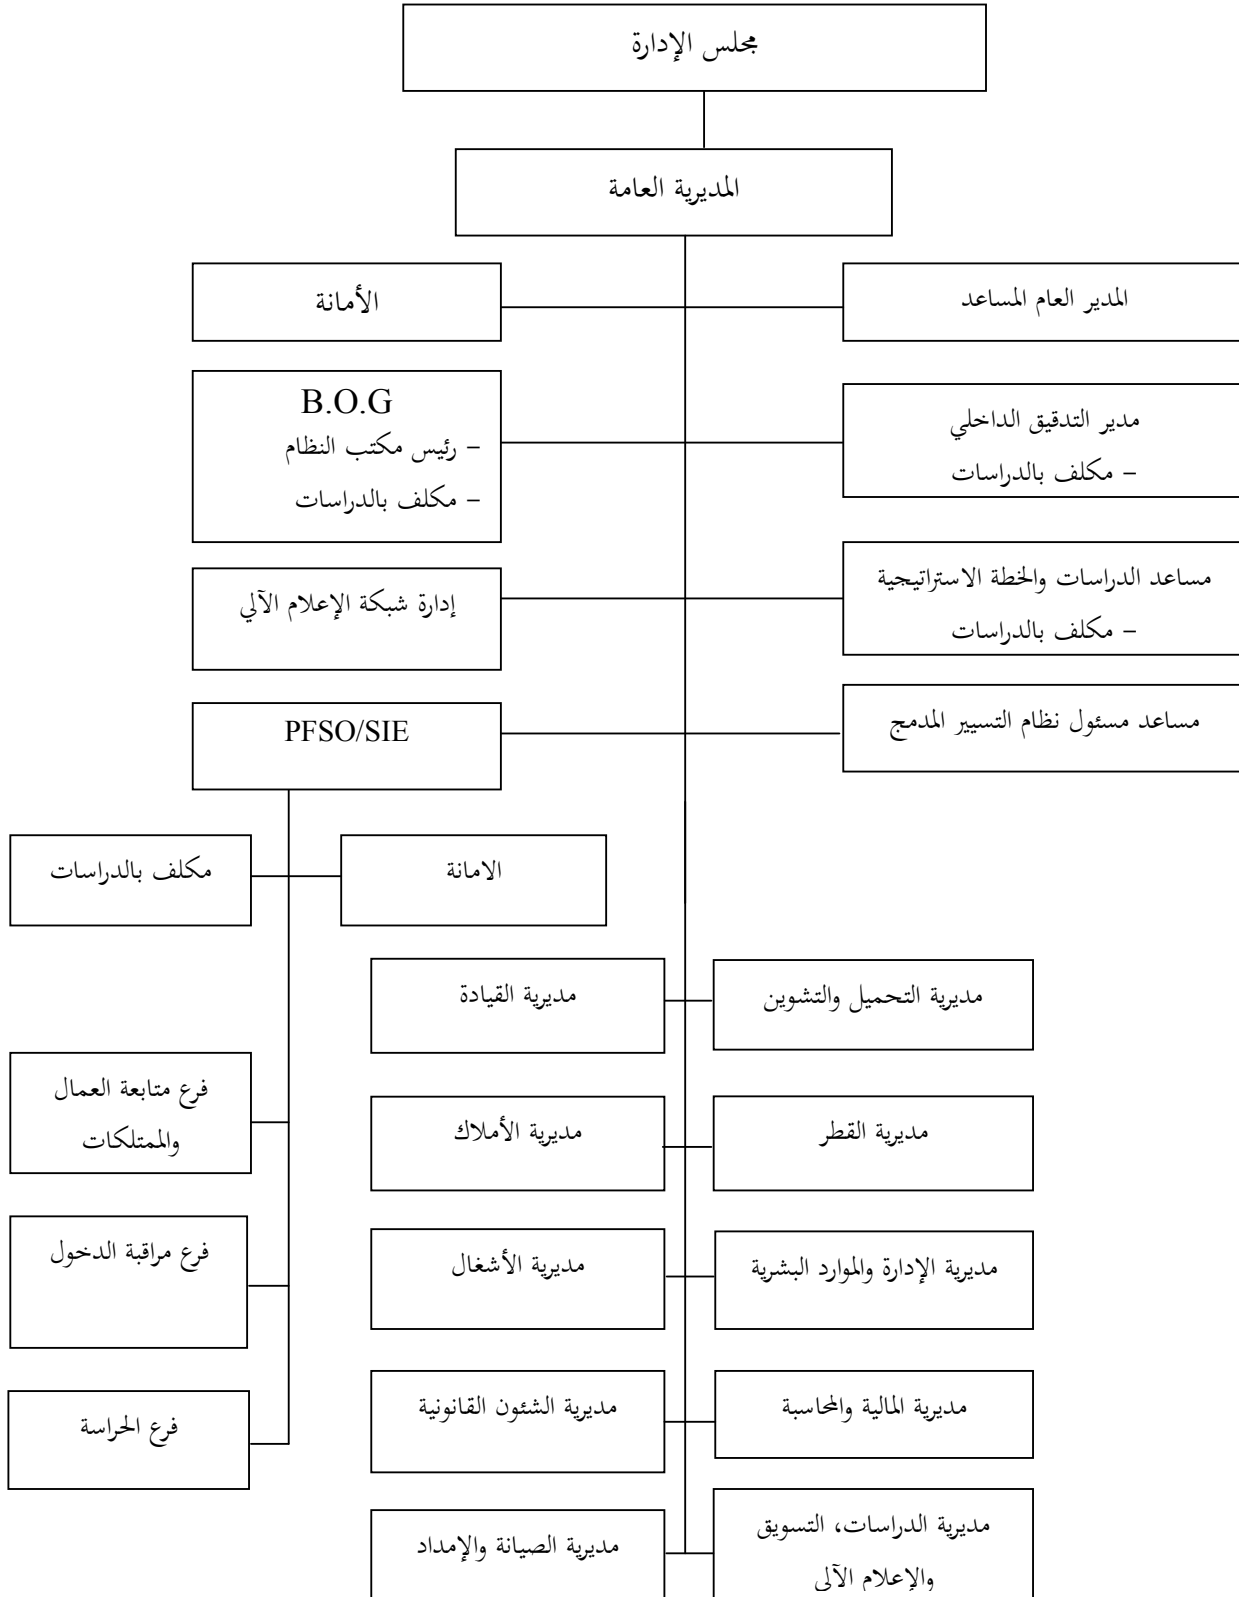 مجلس الإدارة
المديرية العامة
المدير العام المساعد
الأمانة
مدير التدقيق الداخلي
– مكلف بالدراسات
B.O.G
– رئيس مكتب النظام
– مكلف بالدراسات
مساعد الدراسات والخطة الاستراتيجية
– مكلف بالدراسات
إدارة شبكة الإعلام الآلي
مساعد مسئول نظام التسيير المدمج
PFSO/SIE
الامانة
مكلف بالدراسات
مديرية التحميل والتشوين
مديرية القيادة
فرع متابعة العمال
والممتلكات
مديرية القطر
مديرية الأملاك
فرع مراقبة الدخول
مديرية الإدارة والموارد البشرية
مديرية الأشغال
مديرية المالية والمحاسبة
مديرية الشئون القانونية
فرع الحراسة
مديرية الدراسات، التسويق
والإعلام الآلي
مديرية الصيانة والإمداد